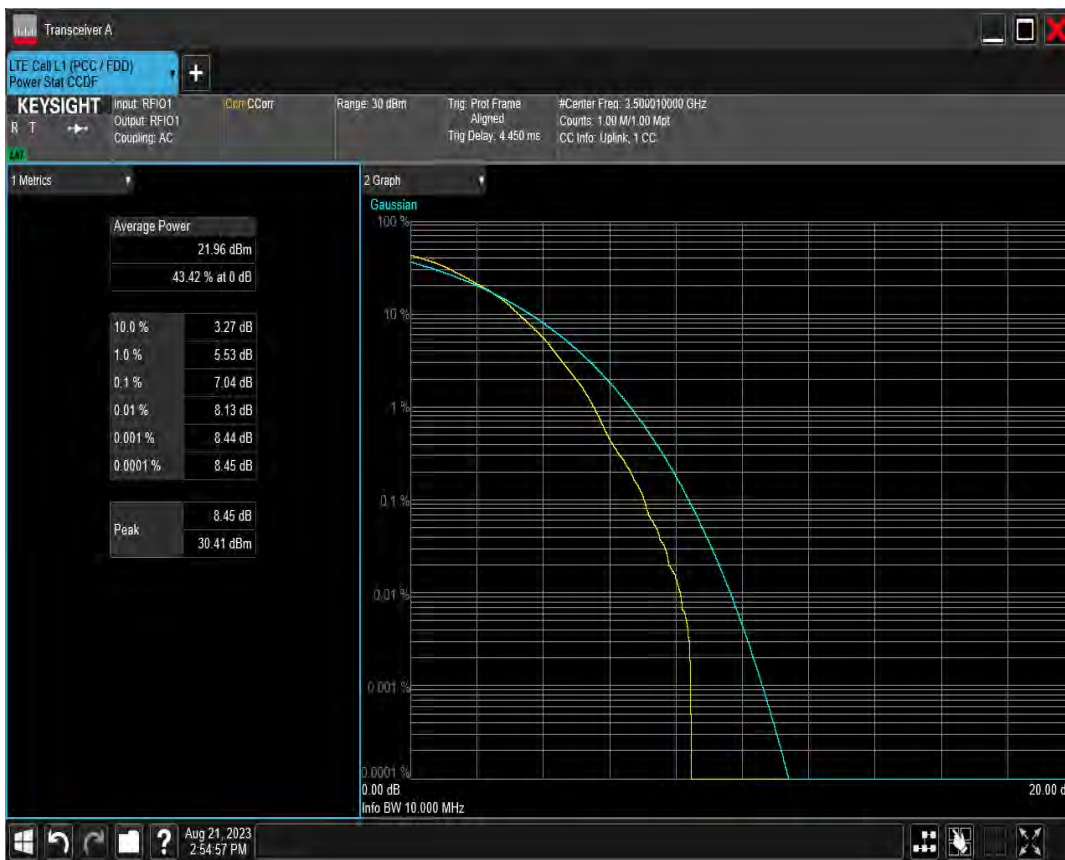 Transceiver A
LTE Cell L1 (PCC / FDD)
Power Stat CCDF
+
KEYSIGHT
R T
LNI
Input: RFIO1
Output: RFIO1
Coupling: AC
Corr CCorr
Range: 30 dBm
Trig: Prot Frame
Aligned
Trig Delay: 4.450 ms
#Center Freq: 3.500010000 GHz
Counts: 1.00 M/1.00 Mpt
CC Info: Uplink, 1 CC
1 Metrics
Average Power
21.96 dBm
43.42 % at 0 dB
10.0 % 3.27 dB
1.0 % 5.53 dB
0.1 % 7.04 dB
0.01 % 8.13 dB
0.001 % 8.44 dB
0.0001 % 8.45 dB
Peak
8.45 dB
30.41 dBm
2 Graph
Gaussian
100 %
10 %
1 %
0.1 %
0.01 %
0.001 %
0.0001 %
0.00 dB
20.00 d
Info BW 10.000 MHz
?
Aug 21, 2023
2:54:57 PM